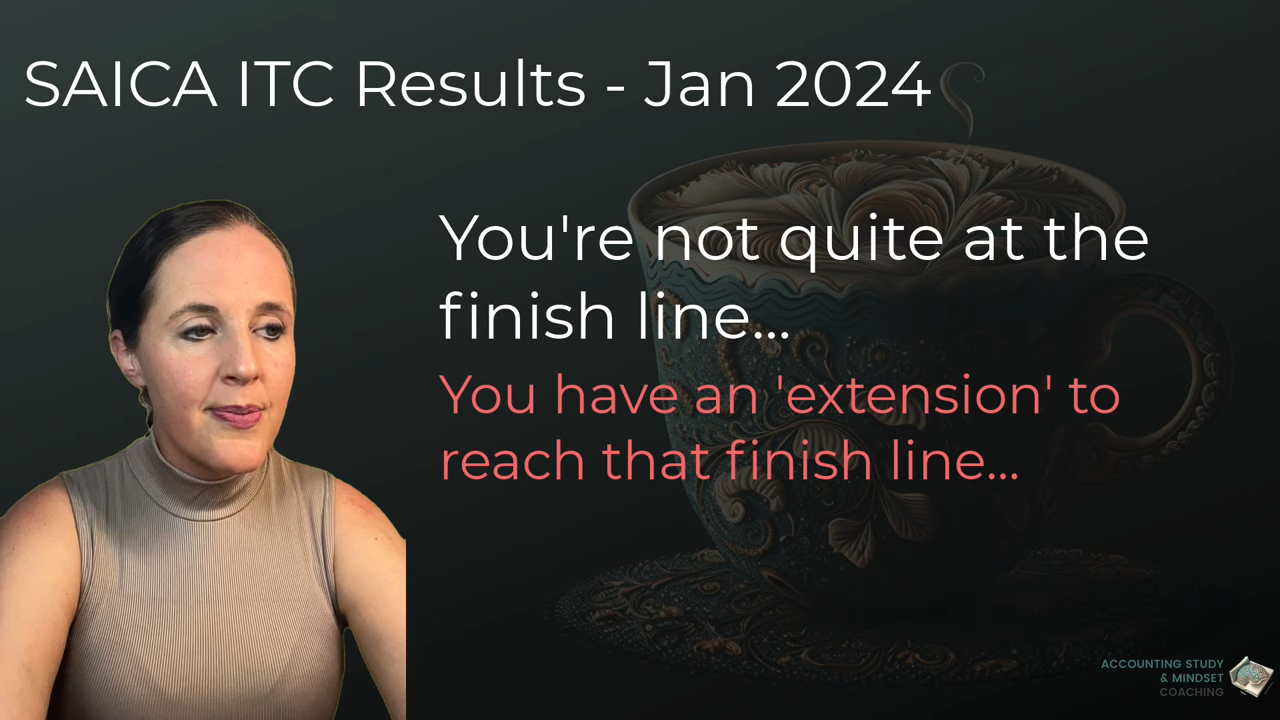 SAICA ITC Results - Jan 2024
You're not quite at the
finish line...
You have an 'extension' to
reach that finish line...
ACCOUNTING STUDY
& MINDSET
COACHING